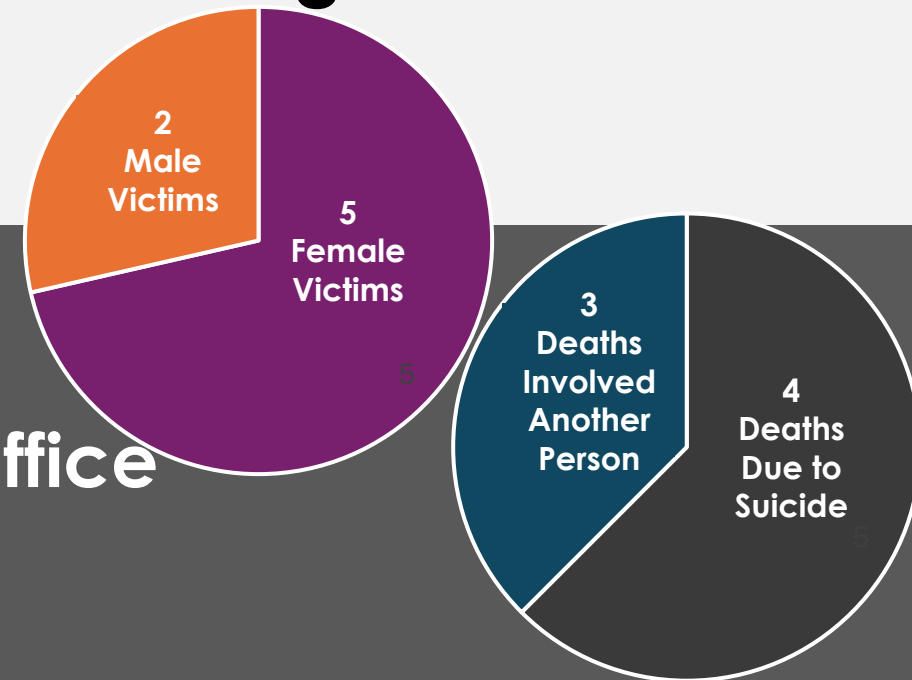 2
Male
Victims
5
Female
Victims
5
ffice
3
Deaths
Involved
Another
Person
4
Deaths
Due to
Suicide
5